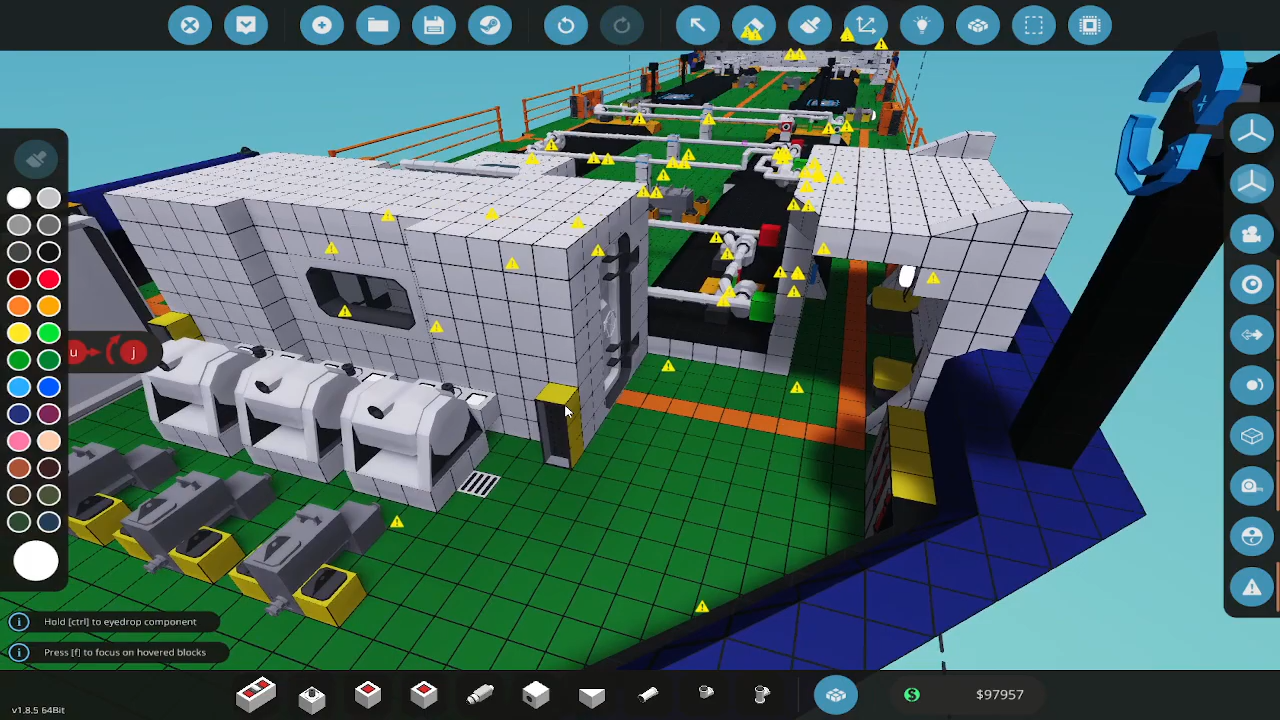 u
j
Hold [ctrl] to eyedrop component
Press [f] to focus on hovered blocks
$97957
v1.8.5 64Bit